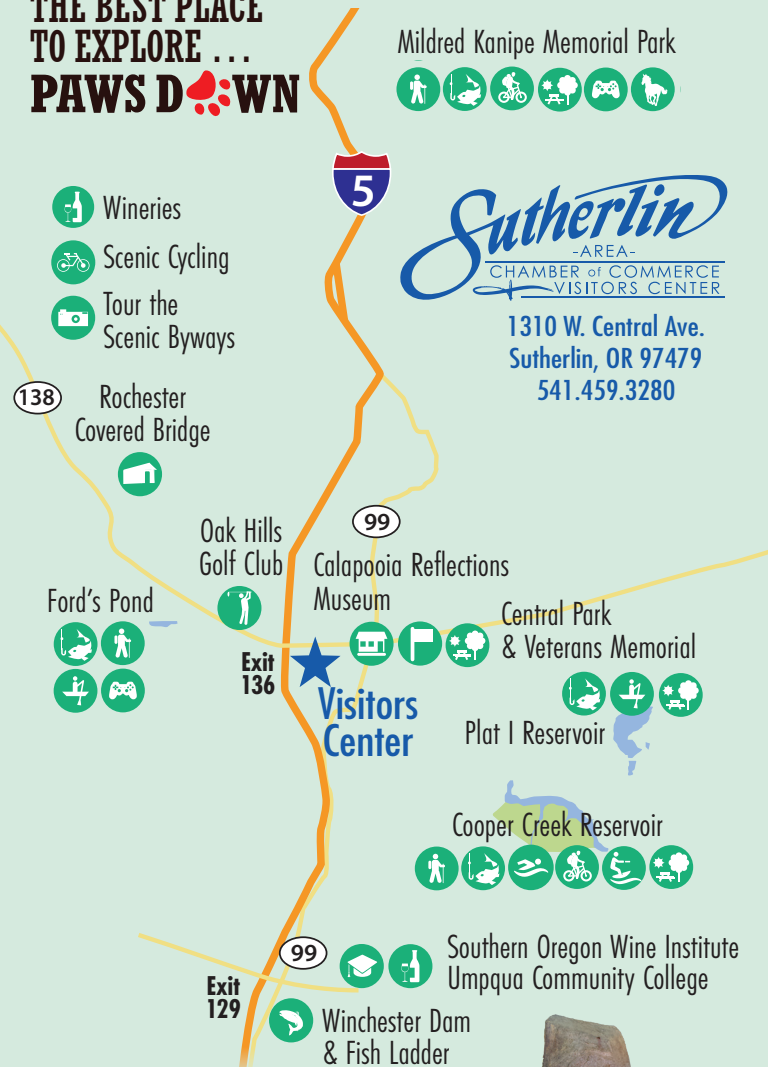 THE BEST PLACE
TO EXPLORE ...
PAWS DOWN
Mildred Kanipe Memorial Park
5
Wineries
Scenic Cycling
Tour the
Scenic Byways
Sutherlin
-AREA-
CHAMBER of COMMERCE
VISITORS CENTER
1310 W. Central Ave.
Sutherlin, OR 97479
541.459.3280
138
Rochester
Covered Bridge
99
Oak Hills
Golf Club
Calapooia Reflections
Museum
Ford's Pond
Central Park
& Veterans Memorial
Exit
136
Visitors
Center
Plat I Reservoir
Cooper Creek Reservoir
99
Southern Oregon Wine Institute
Umpqua Community College
Exit
129
Winchester Dam
& Fish Ladder